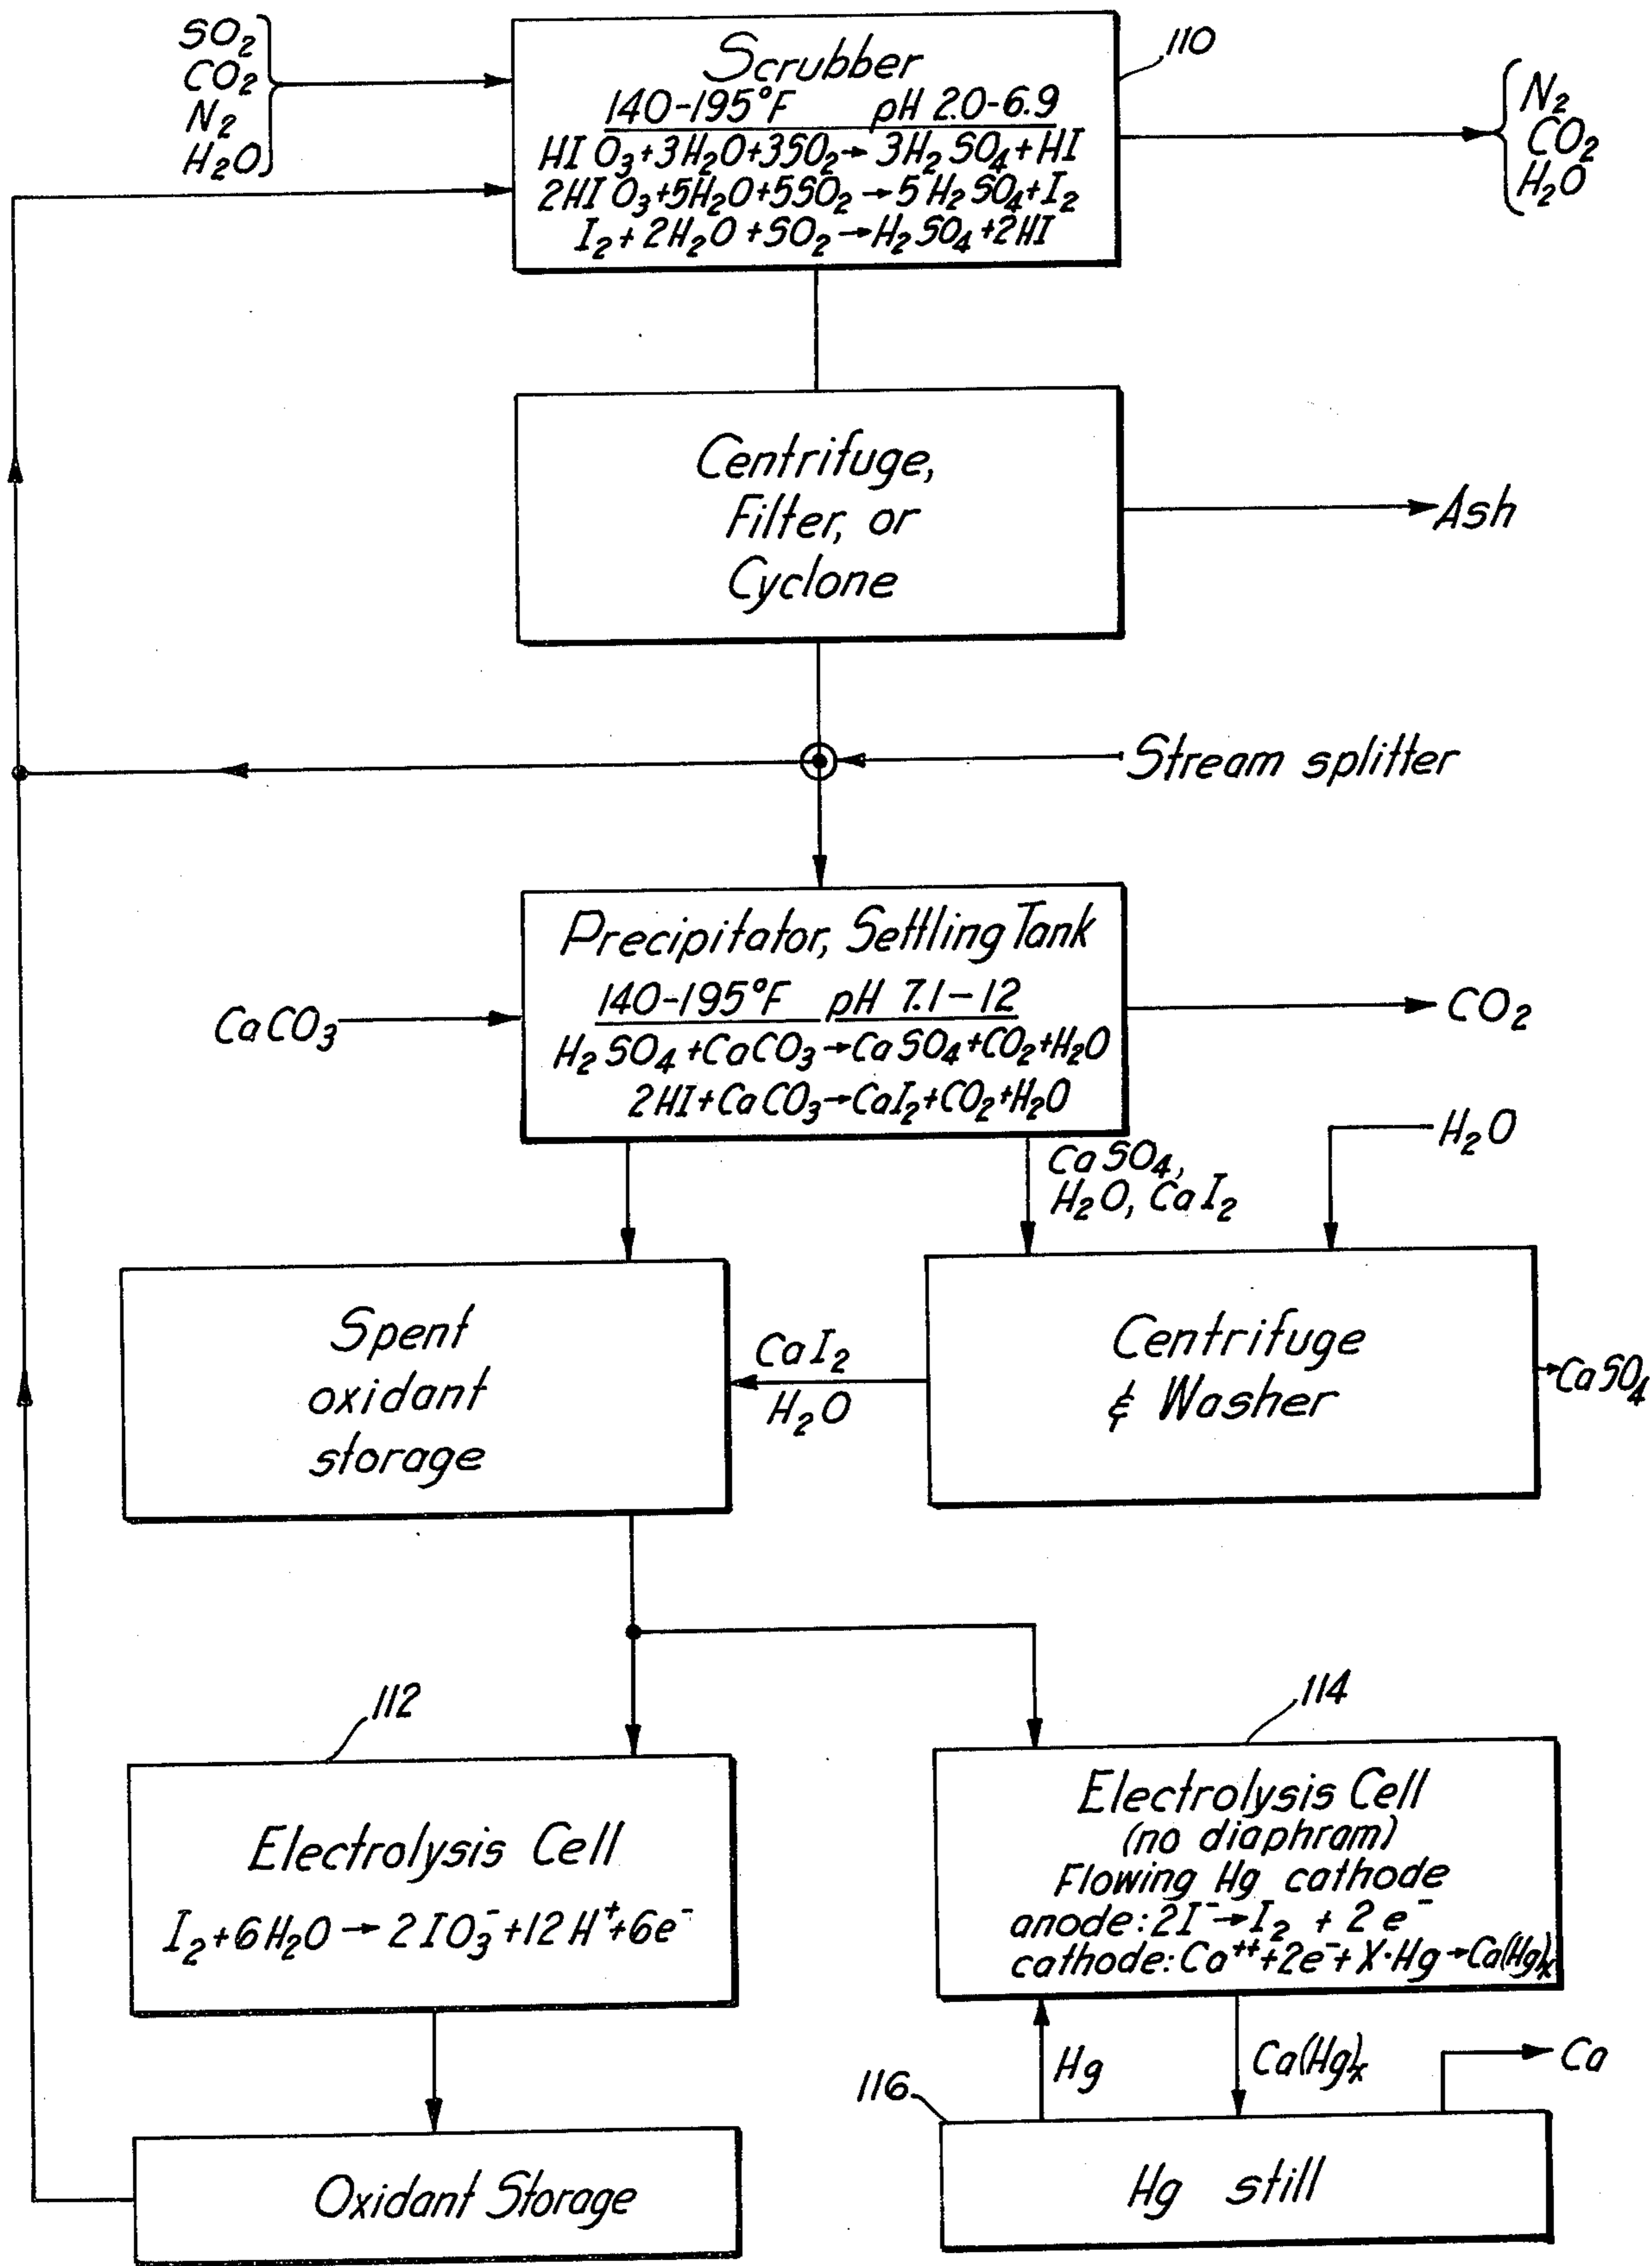 SO₂
CO₂
N₂
H₂O
Scrubber
110
140-195°F pH 2.0-6.9
HIO₃+3H₂O+3SO₂→3H₂SO₄+HI
2HIO₃+5H₂O+5SO₂→5H₂SO₄+I₂
I₂+2H₂O+SO₂→H₂SO₄+2HI
N₂
CO₂
H₂O
Centrifuge,
Filter, or
Cyclone
Ash
Stream splitter
Precipitator, Settling Tank
140-195°F pH 7.1-12
H₂SO₄+CaCO₃→CaSO₄+CO₂+H₂O
2HI+CaCO₃→CaI₂+CO₂+H₂O
CaCO₃
CO₂
CaSO₄,
H₂O, CaI₂
H₂O
Spent
oxidant
storage
CaI₂
H₂O
Centrifuge
& Washer
CaSO₄
112
Electrolysis Cell
I₂+6H₂O→2IO₃⁻+12H⁺+6e⁻
114
Electrolysis Cell
(no diaphram)
Flowing Hg cathode
anode: 2I⁻→I₂ + 2e⁻
cathode: Ca⁺⁺+2e⁻+X·Hg→Ca(Hg)ₓ
Hg
Ca(Hg)ₓ
Ca
116
Oxidant Storage
Hg still